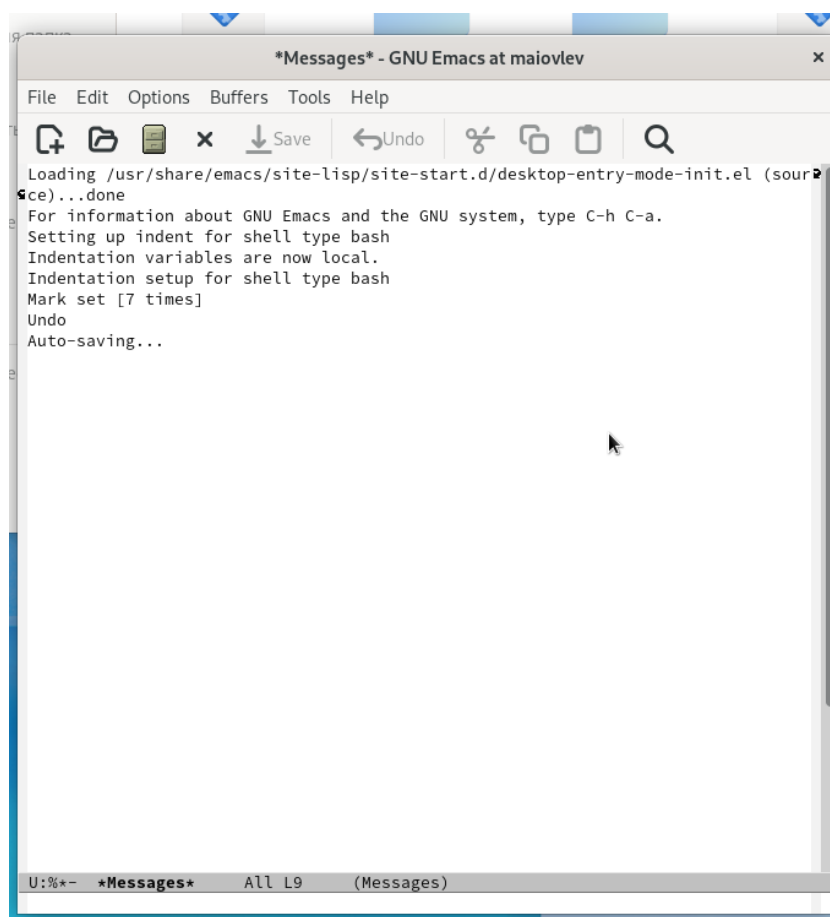 *Messages* - GNU Emacs at maiovlev
File Edit Options Buffers Tools Help
Save Undo
Loading /usr/share/emacs/site-lisp/site-start.d/desktop-entry-mode-init.el (sour
ce)...done
For information about GNU Emacs and the GNU system, type C-h C-a.
Setting up indent for shell type bash
Indentation variables are now local.
Indentation setup for shell type bash
Mark set [7 times]
Undo
Auto-saving...
U:%*- *Messages* All L9 (Messages)